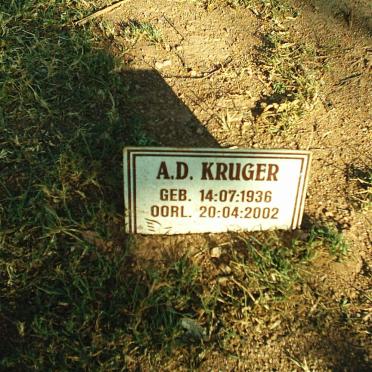 A.D. KRUGER
GEB. 14:07:1936
OORL. 20:04:2002